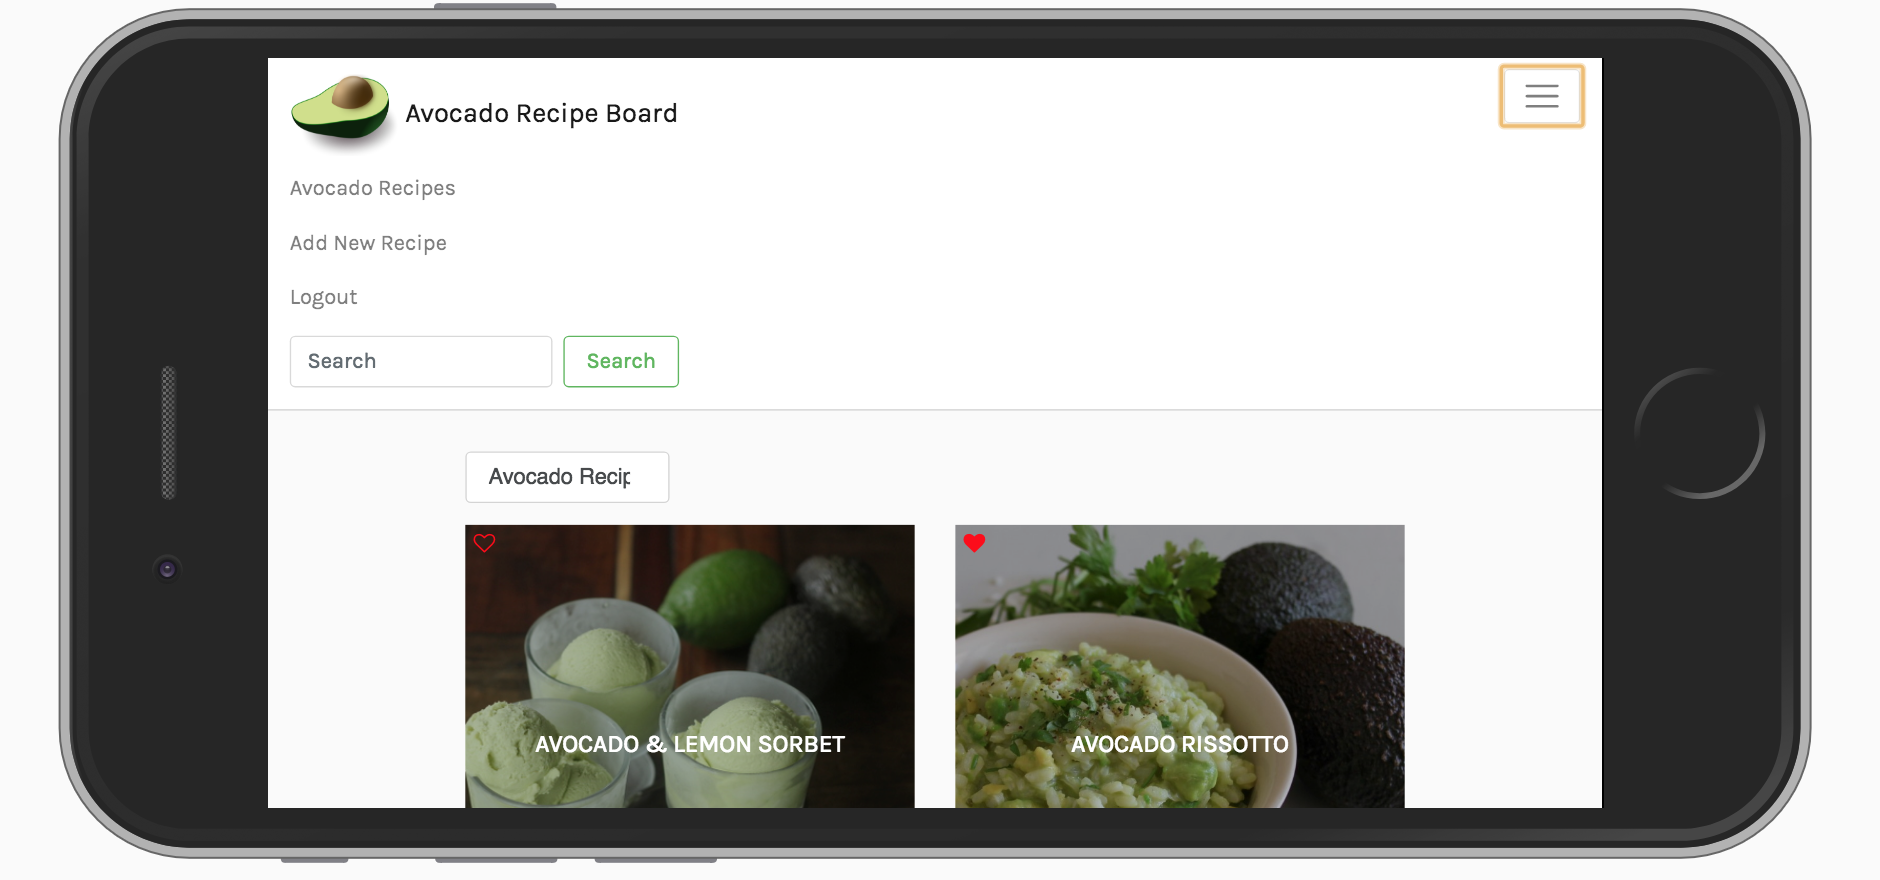 Avocado Recipe Board
Avocado Recipes
Add New Recipe
Logout
Search Search
Avocado Recip
AVOCADO & LEMON SORBET
AVOCADO RISSOTTO